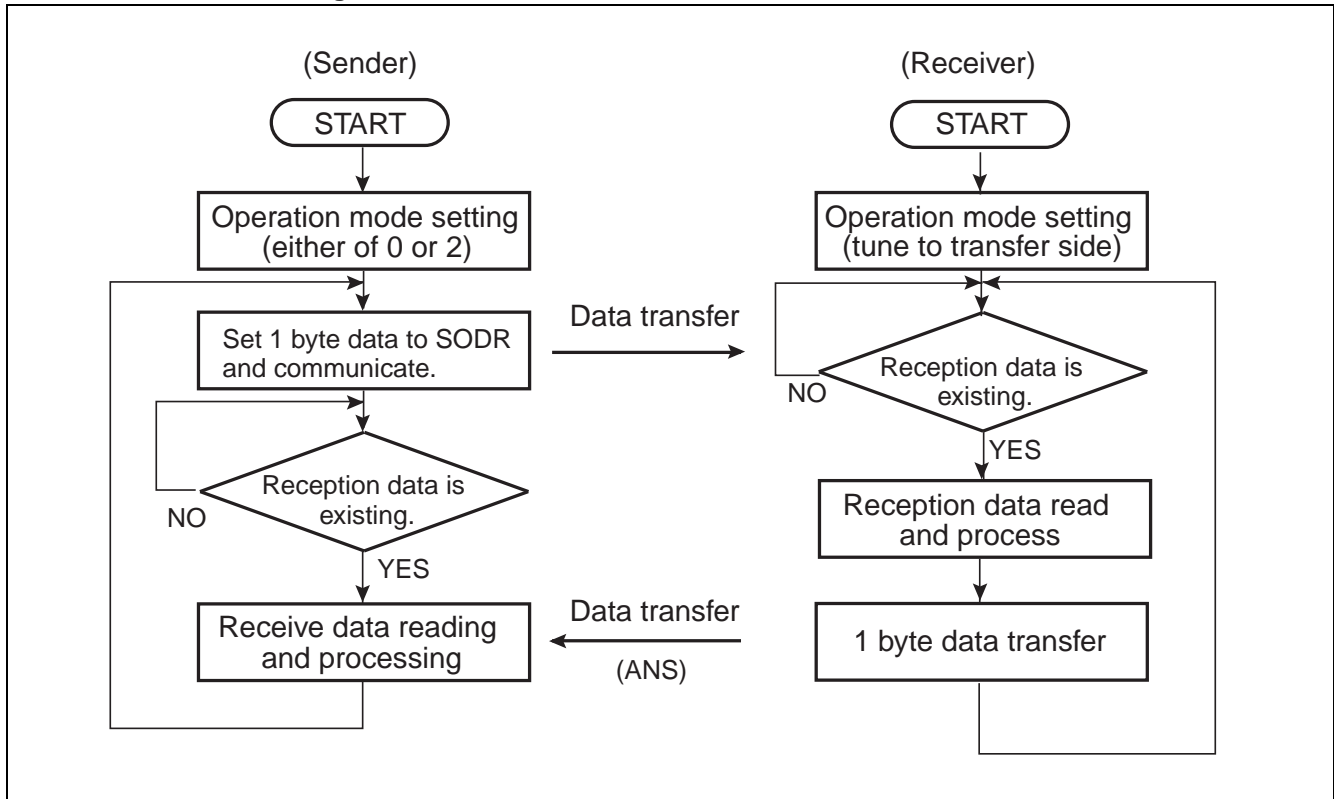 (Sender)
START
Operation mode setting
(either of 0 or 2)
Set 1 byte data to SODR
and communicate.
Reception data is
existing.
NO
YES
Receive data reading
and processing
Data transfer
Data transfer
(ANS)
(Receiver)
START
Operation mode setting
(tune to transfer side)
Reception data is
existing.
NO
YES
Reception data read
and process
1 byte data transfer